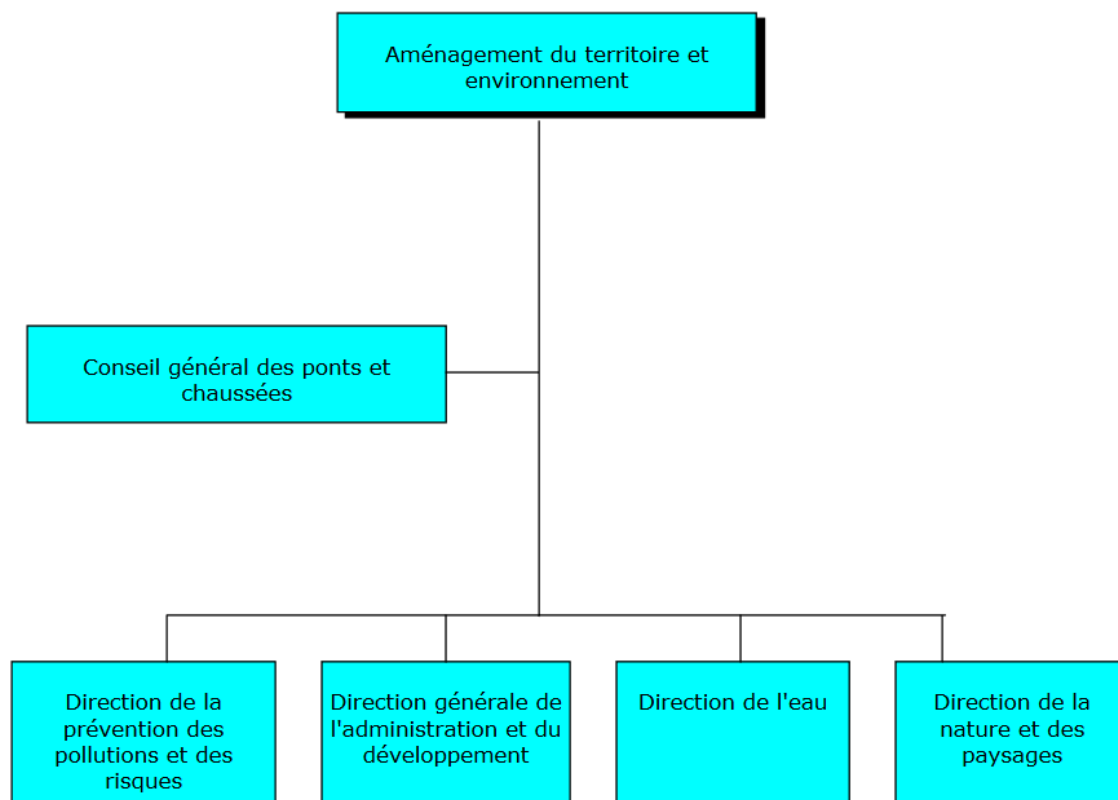 Aménagement du territoire et
environnement
Conseil général des ponts et
chaussées
Direction de la
prévention des
pollutions et des
risques
Direction générale de
l'administration et du
développement
Direction de l'eau
Direction de la
nature et des
paysages